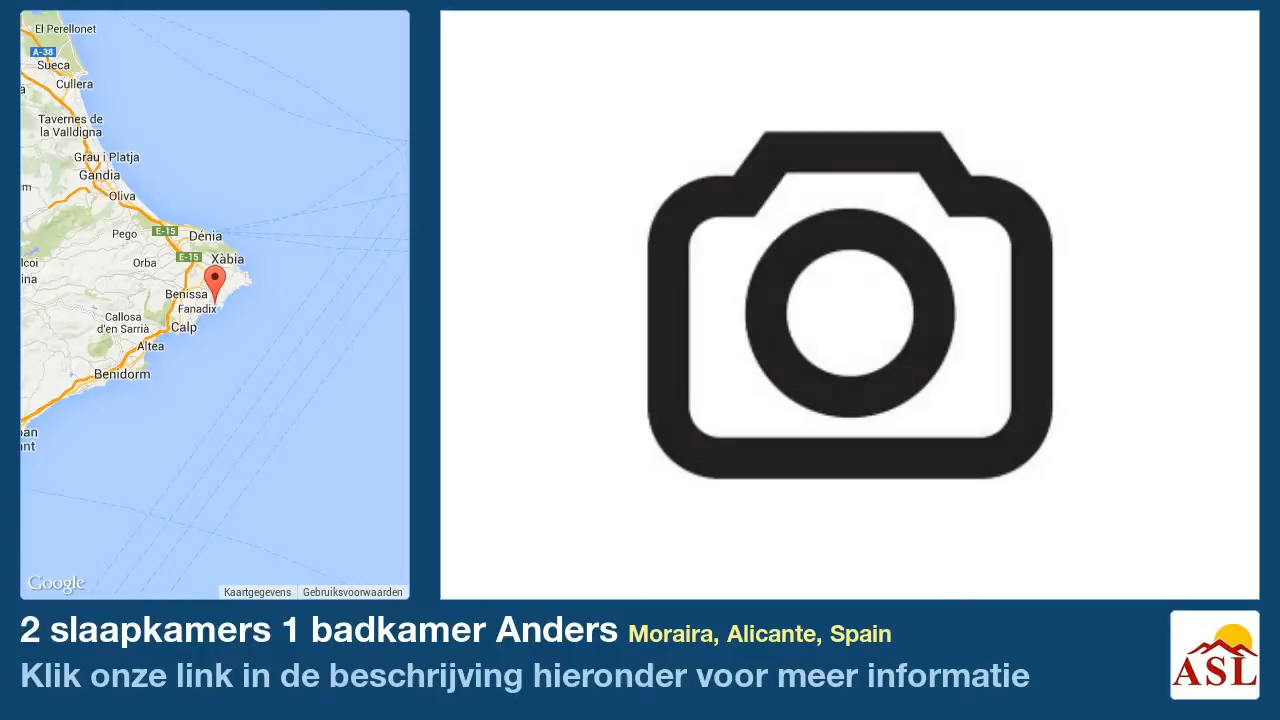 El Perellonet
A-38
Sueca
Cullera
Tavernes de
la Valldigna
Grau i Platja
Gandia
Oliva
Pego
E-15
Dénia
E-15
Xàbia
Orba
Benissa
Fanadix
Callosa
d'en Sarrià
Calp
Altea
Benidorm
Google
Kaartgegevens
Gebruiksvoorwaarden
2 slaapkamers 1 badkamer Anders Moraira, Alicante, Spain
Klik onze link in de beschrijving hieronder voor meer informatie
ASL